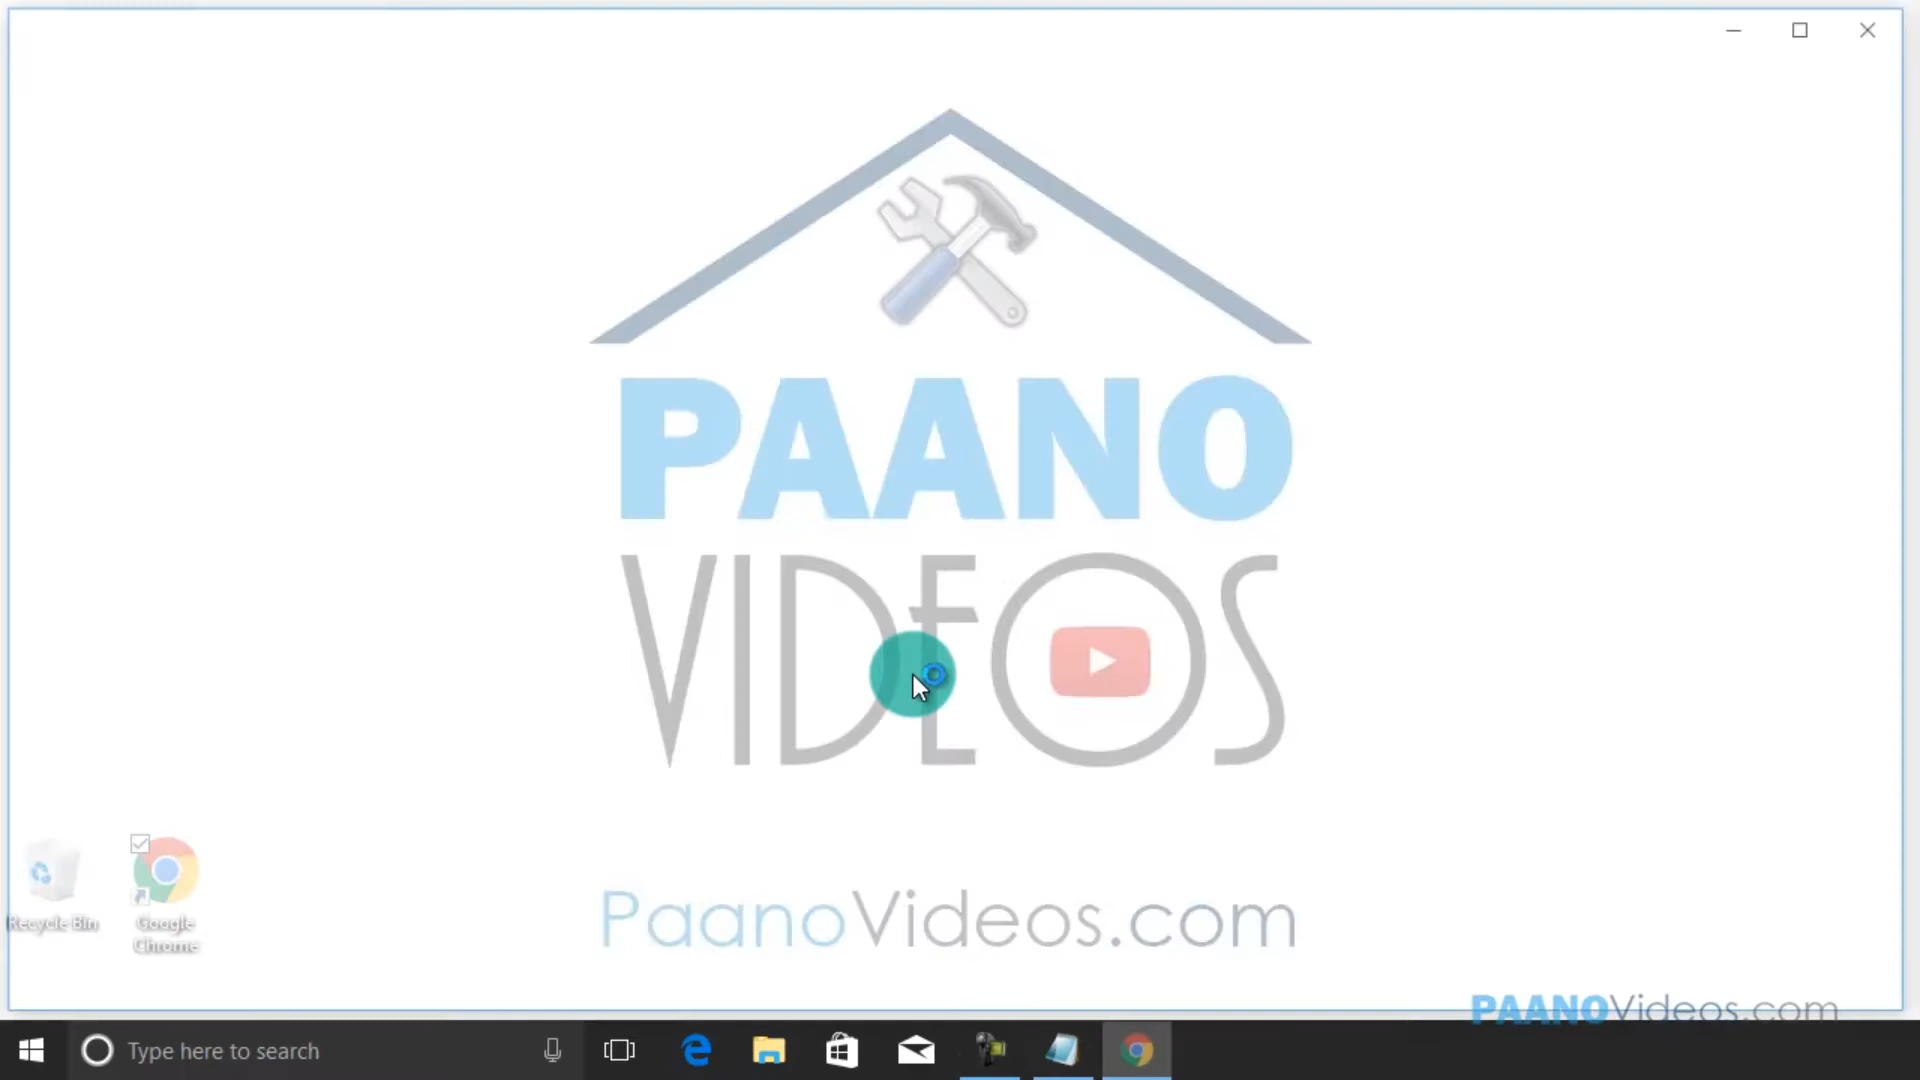 PAANO
VIDEOS
PaanoVideos.com
Recycle Bin
Google
Chrome
PAANOVideos.com
Type here to search